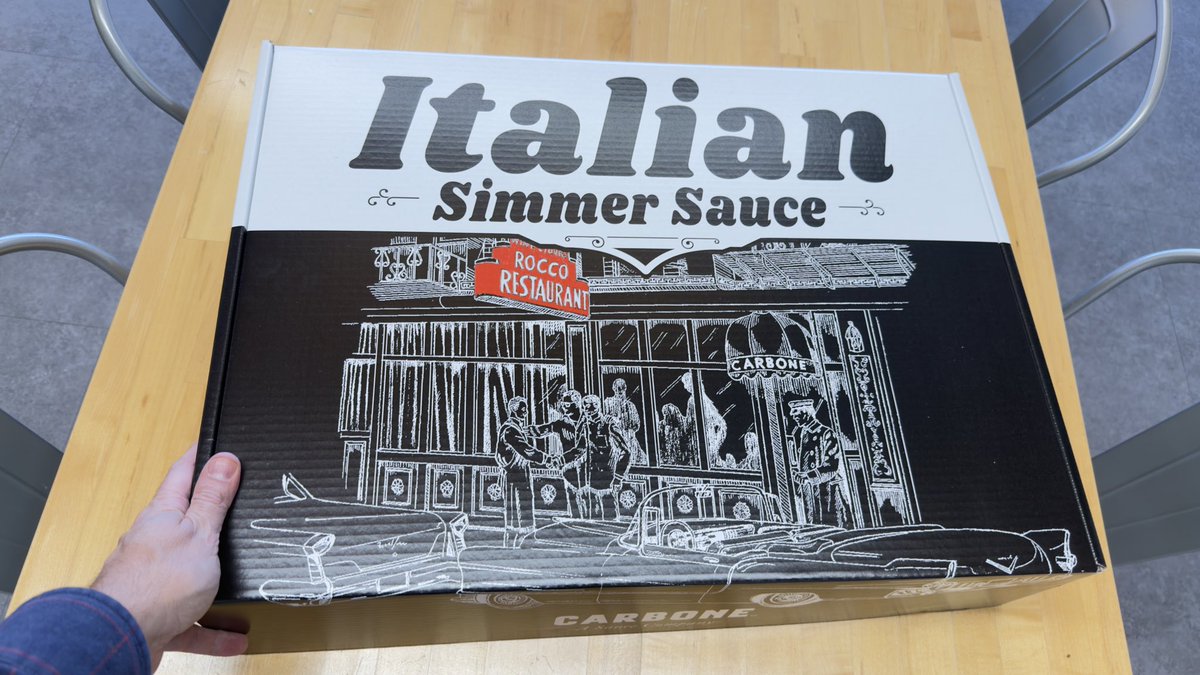 Italian
Simmer Sauce
ROCCO
RESTAURANT
CARBONE
CARBONE